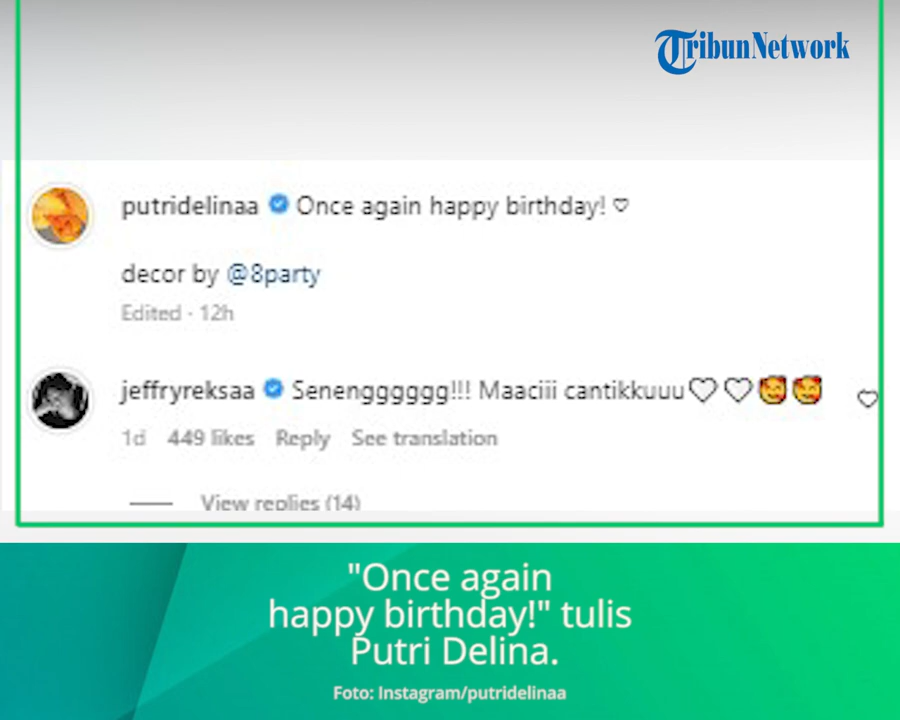 TribunNetwork
putridelinaa Once again happy birthday! ♡
decor by @8party
Edited · 12h
jeffryreksaa Senengggggg!!! Maaciii cantikkuuu♡♡🥰🥰
1d 449 likes Reply See translation
View replies (14)
"Once again
happy birthday!" tulis
Putri Delina.
Foto: Instagram/putridelinaa